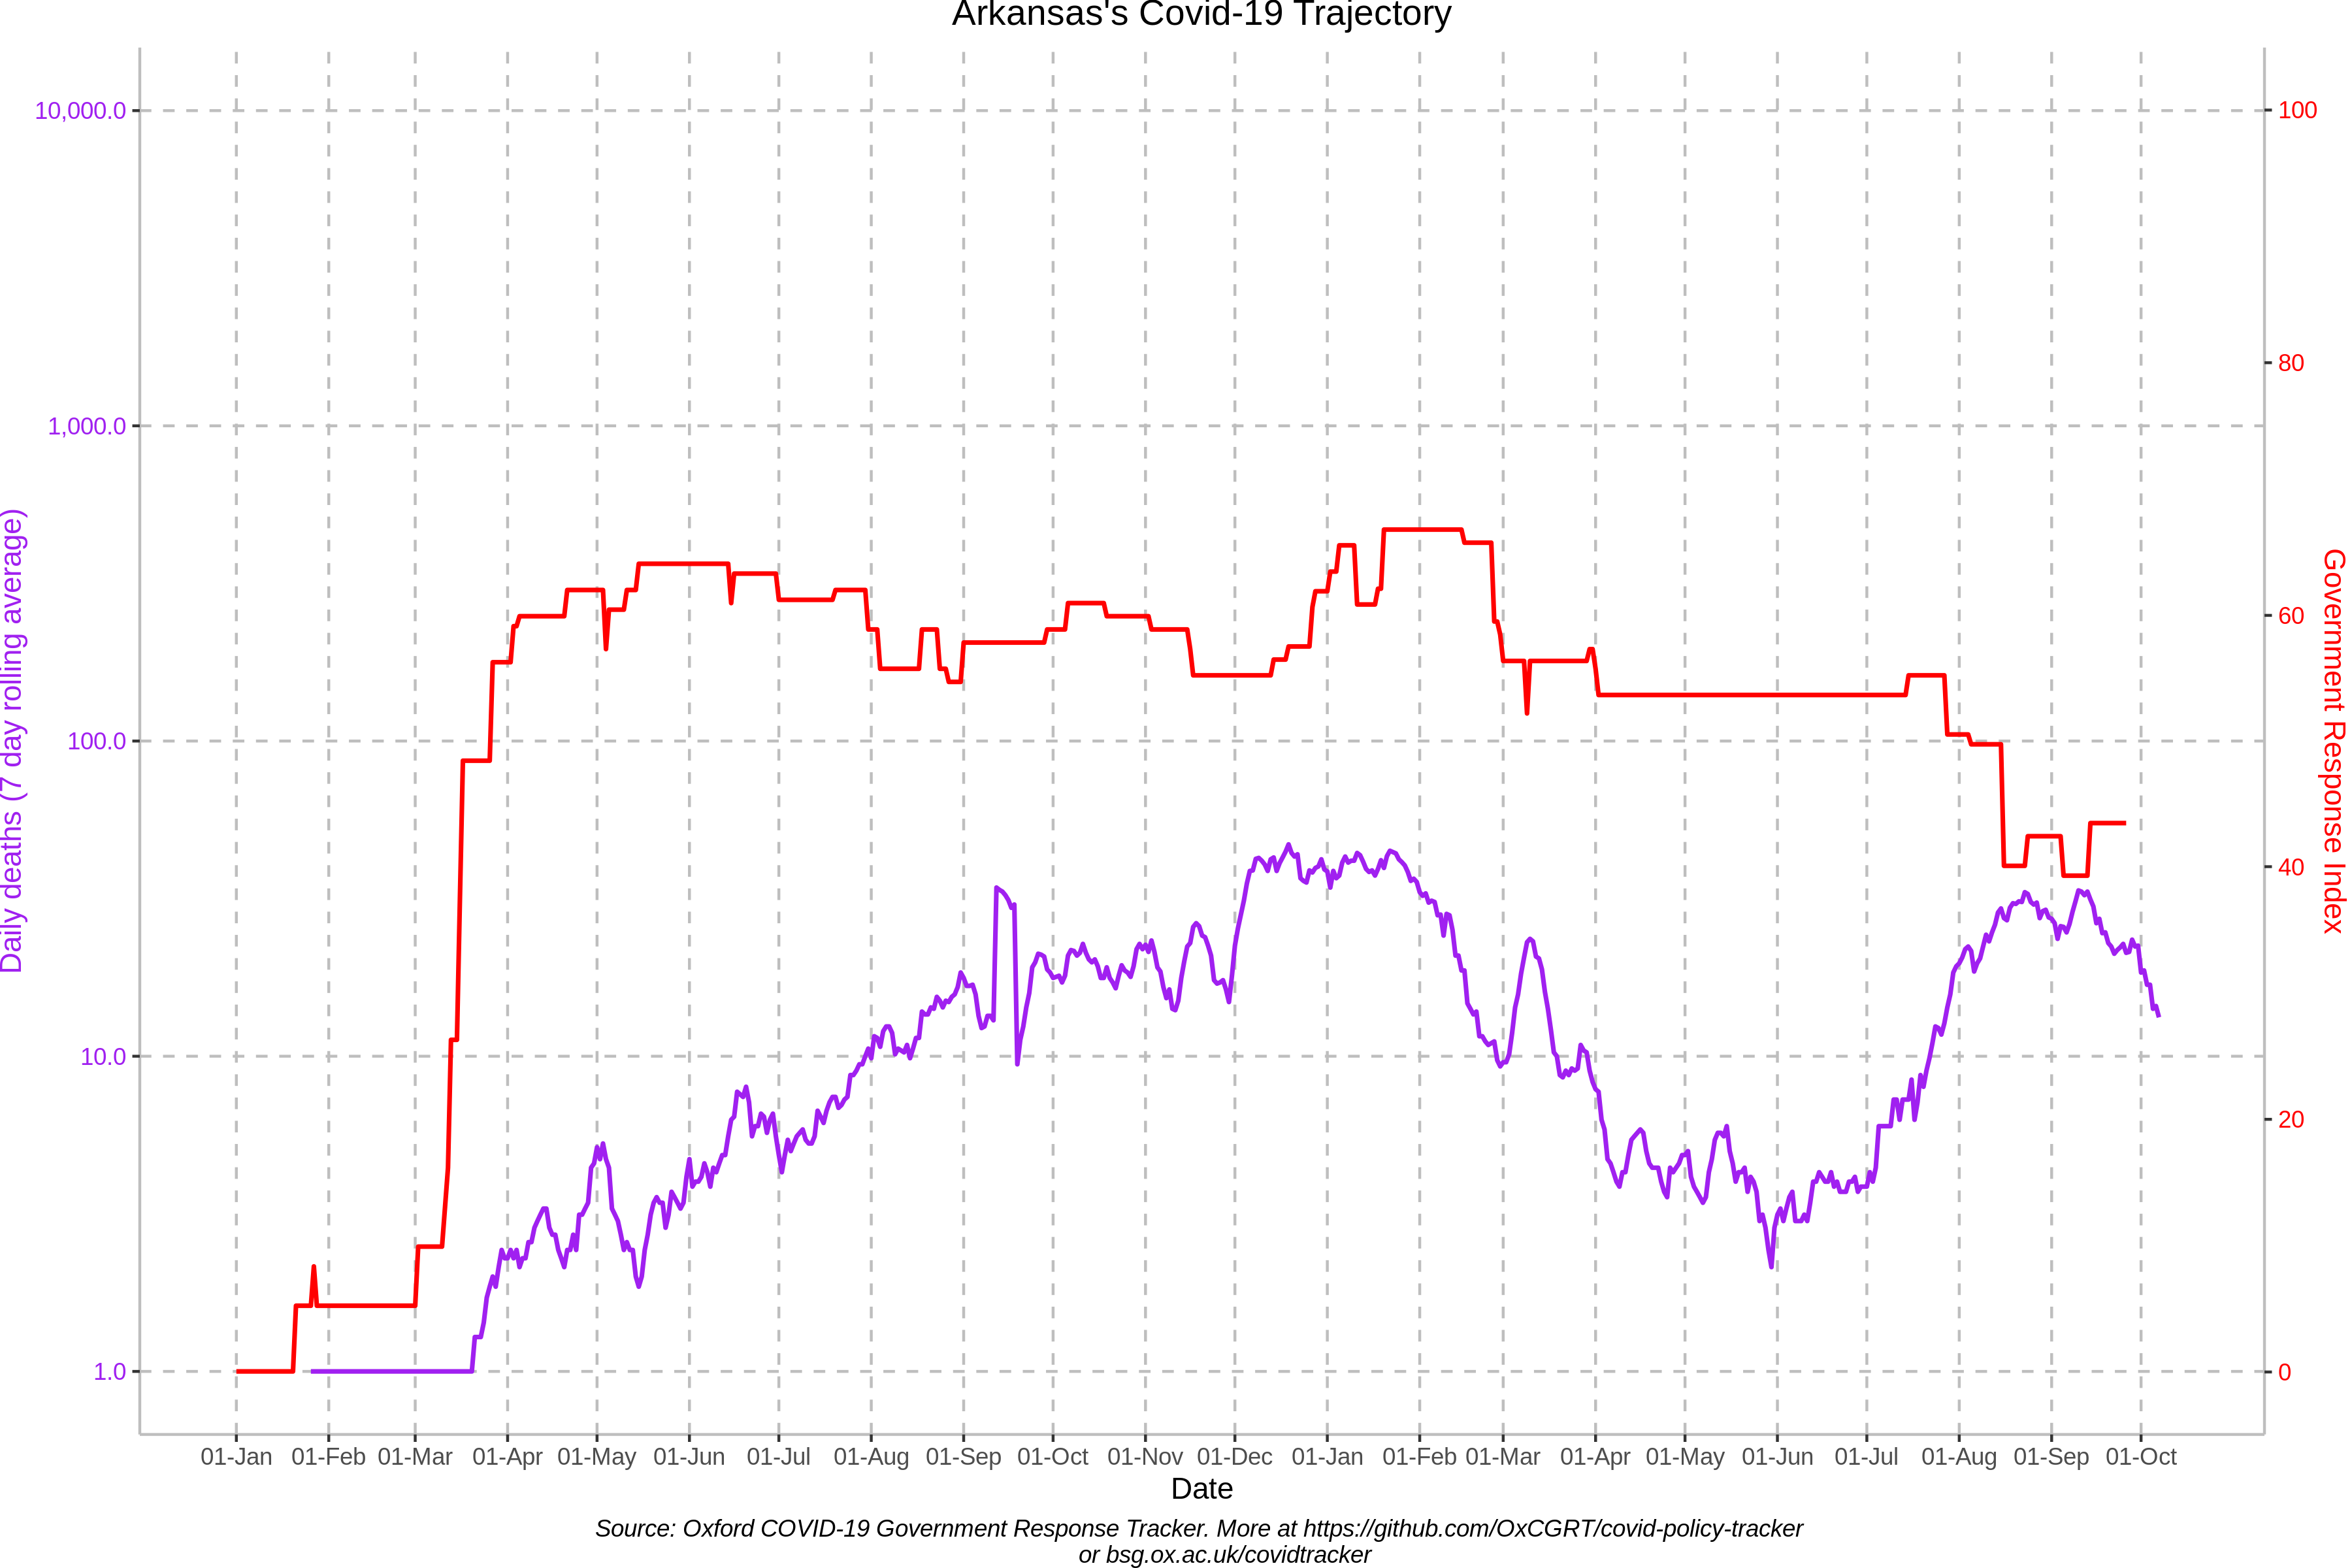 Arkansas's Covid-19 Trajectory
10,000.0
1,000.0
100.0
10.0
1.0
Daily deaths (7 day rolling average)
100
80
60
40
20
0
Government Response Index
01-Jan 01-Feb 01-Mar 01-Apr 01-May 01-Jun 01-Jul 01-Aug 01-Sep 01-Oct 01-Nov 01-Dec 01-Jan 01-Feb 01-Mar 01-Apr 01-May 01-Jun 01-Jul 01-Aug 01-Sep 01-Oct
Date
Source: Oxford COVID-19 Government Response Tracker. More at https://github.com/OxCGRT/covid-policy-tracker
or bsg.ox.ac.uk/covidtracker